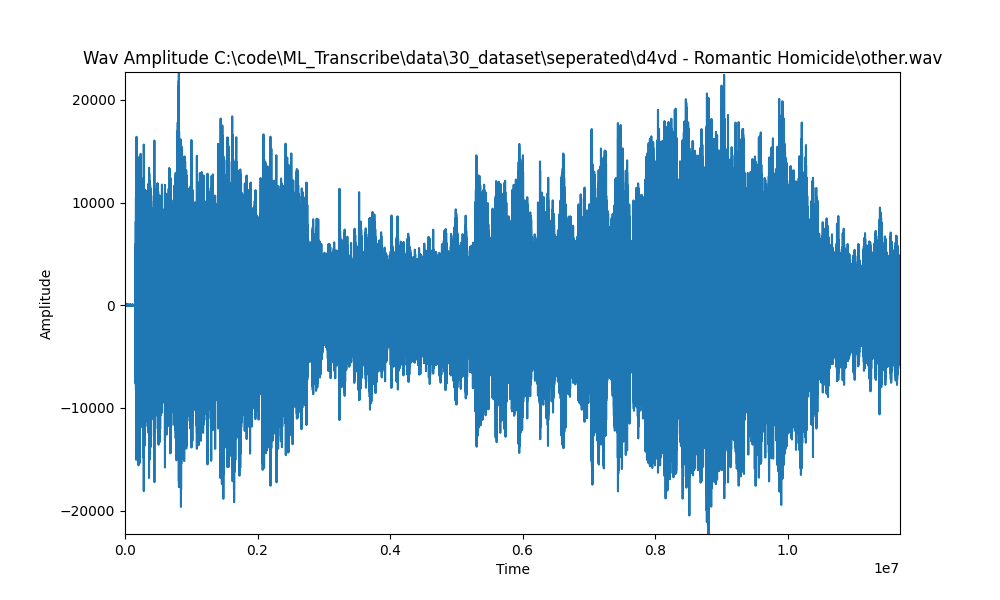 Wav Amplitude C:\code\ML_Transcribe\data\30_dataset\seperated\d4vd - Romantic Homicide\other.wav
20000
10000
0
−10000
−20000
Amplitude
0.0 0.2 0.4 0.6 0.8 1.0
1e7
Time